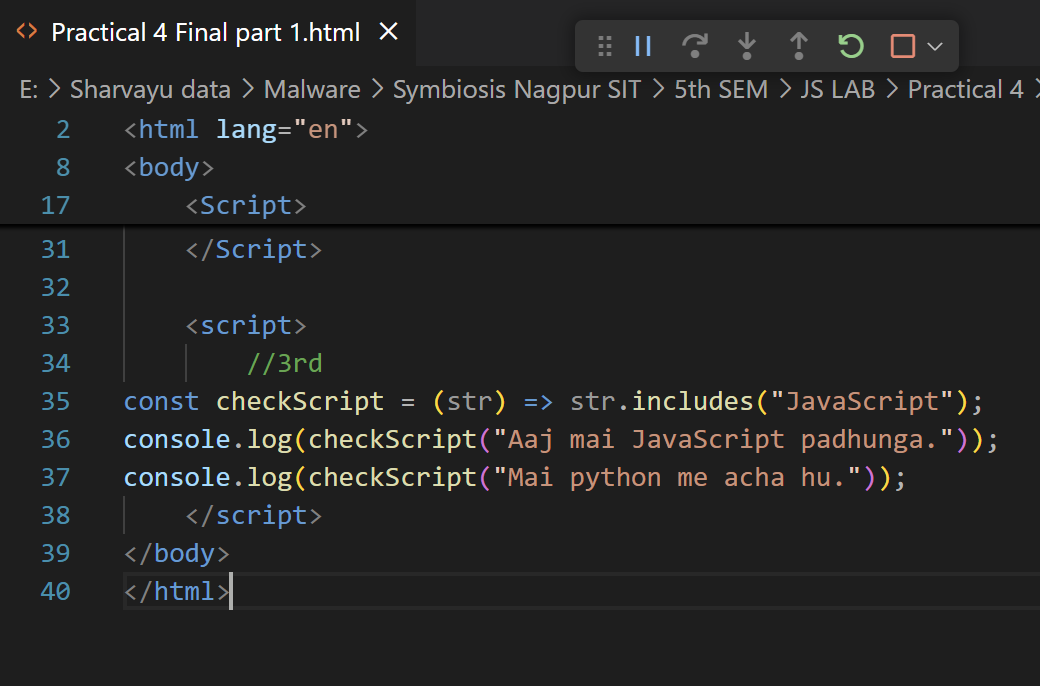 Practical 4 Final part 1.html
E: > Sharvayu data > Malware > Symbiosis Nagpur SIT > 5th SEM > JS LAB > Practical 4 >
2 <html lang="en">
8 <body>
17 <Script>
31 </Script>
32
33 <script>
34 //3rd
35 const checkScript = (str) => str.includes("JavaScript");
36 console.log(checkScript("Aaj mai JavaScript padhunga."));
37 console.log(checkScript("Mai python me acha hu."));
38 </script>
39 </body>
40 </html>